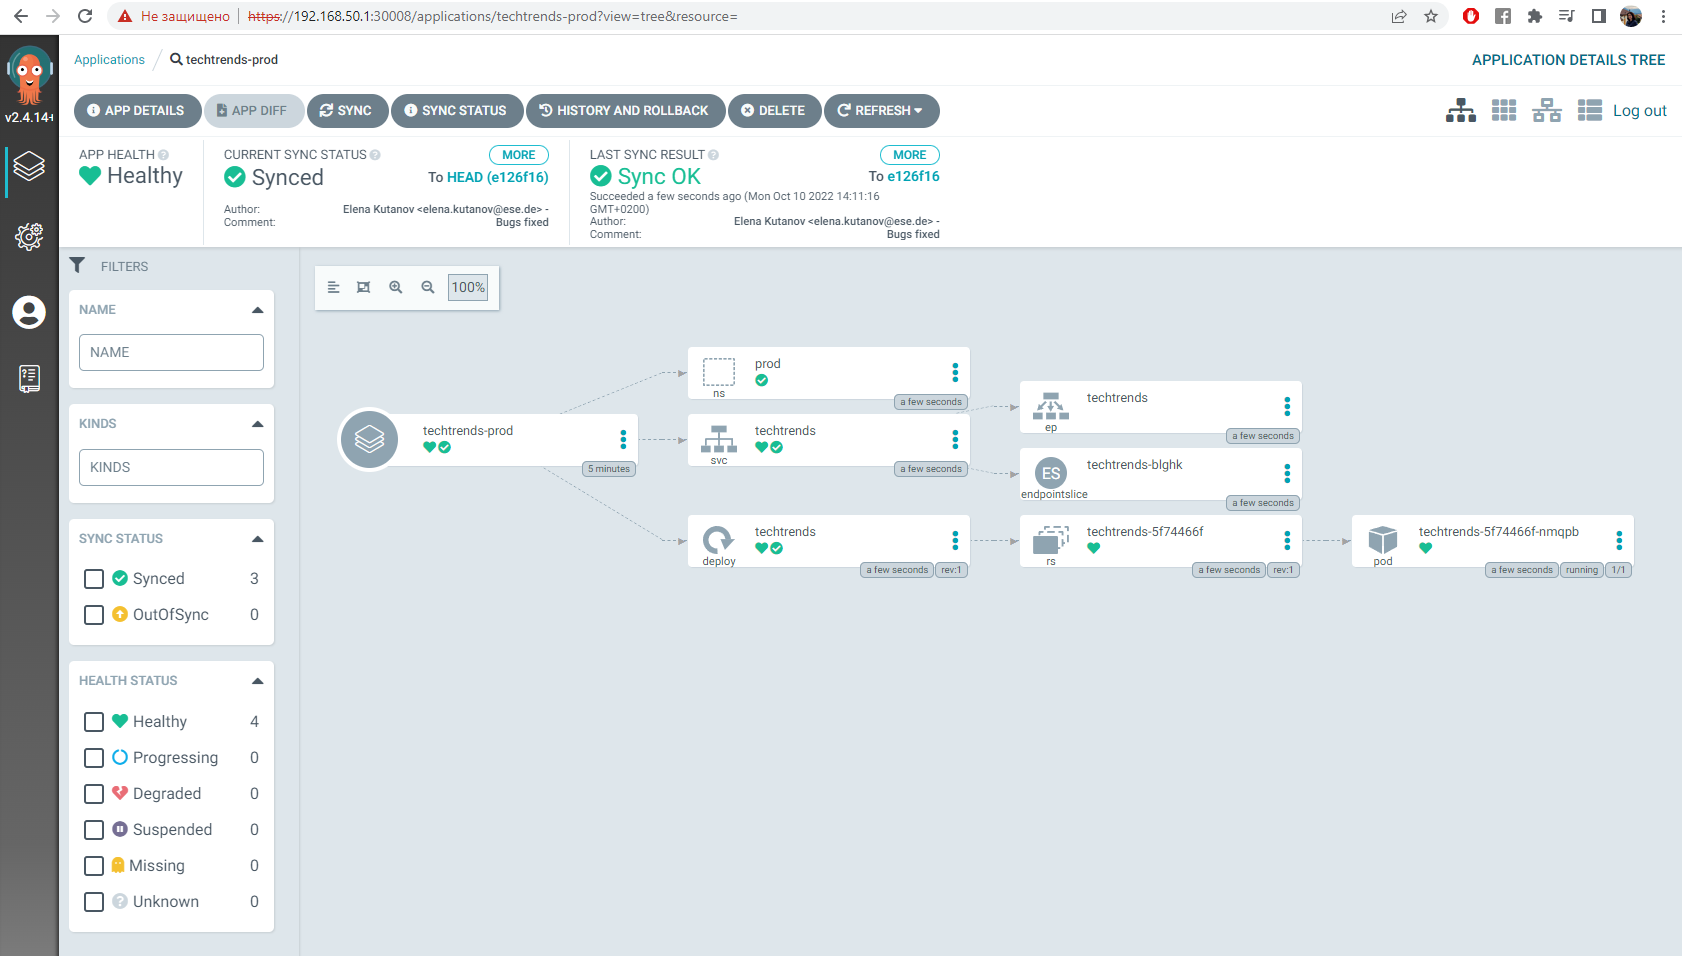 Не защищено
https://192.168.50.1:30008/applications/techtrends-prod?view=tree&resource=
v2.4.14+
Applications
techtrends-prod
APPLICATION DETAILS TREE
APP DETAILS
APP DIFF
SYNC
SYNC STATUS
HISTORY AND ROLLBACK
DELETE
REFRESH
Log out
APP HEALTH
Healthy
CURRENT SYNC STATUS
MORE
Synced
To HEAD (e126f16)
Author:
Elena Kutanov <elena.kutanov@ese.de> -
Comment:
Bugs fixed
LAST SYNC RESULT
MORE
Sync OK
To e126f16
Succeeded a few seconds ago (Mon Oct 10 2022 14:11:16
GMT+0200)
Author:
Elena Kutanov <elena.kutanov@ese.de> -
Comment:
Bugs fixed
FILTERS
NAME
NAME
KINDS
KINDS
SYNC STATUS
Synced 3
OutOfSync 0
HEALTH STATUS
Healthy 4
Progressing 0
Degraded 0
Suspended 0
Missing 0
Unknown 0
100%
techtrends-prod
5 minutes
prod
ns
a few seconds
techtrends
svc
a few seconds
techtrends
deploy
a few seconds
rev:1
techtrends
ep
a few seconds
ES
techtrends-blghk
endpointslice
a few seconds
techtrends-5f74466f
rs
a few seconds
rev:1
techtrends-5f74466f-nmqpb
pod
a few seconds
running
1/1